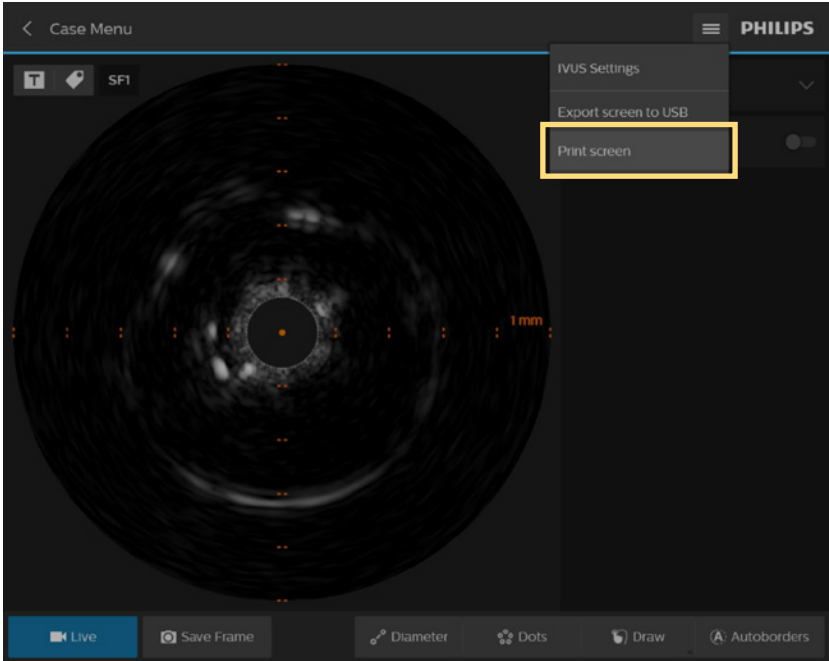 Case Menu
PHILIPS
IVUS Settings
Export screen to USB
Print screen
T
SF1
1 mm
Live
Save Frame
Diameter
Dots
Draw
A Autoborders